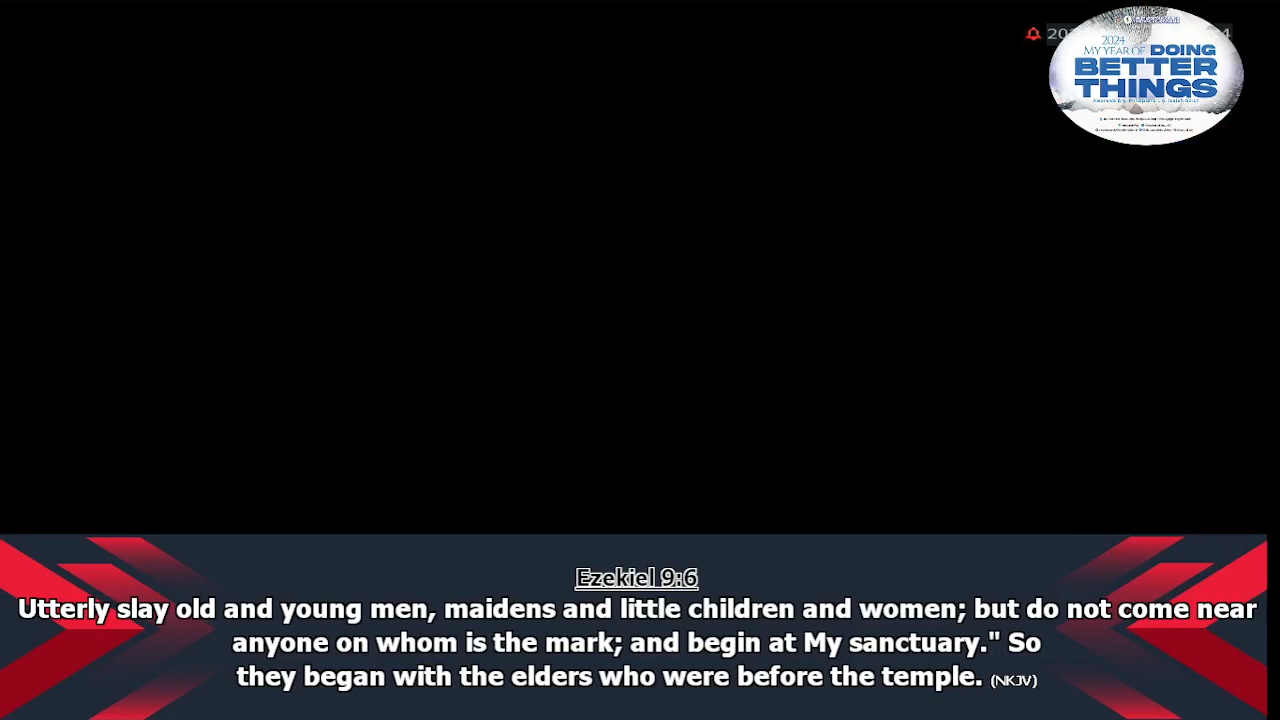 2024
MY YEAR OF DOING
BETTER
THINGS
Ezekiel 9:6
Utterly slay old and young men, maidens and little children and women; but do not come near
anyone on whom is the mark; and begin at My sanctuary." So
they began with the elders who were before the temple. (NKJV)